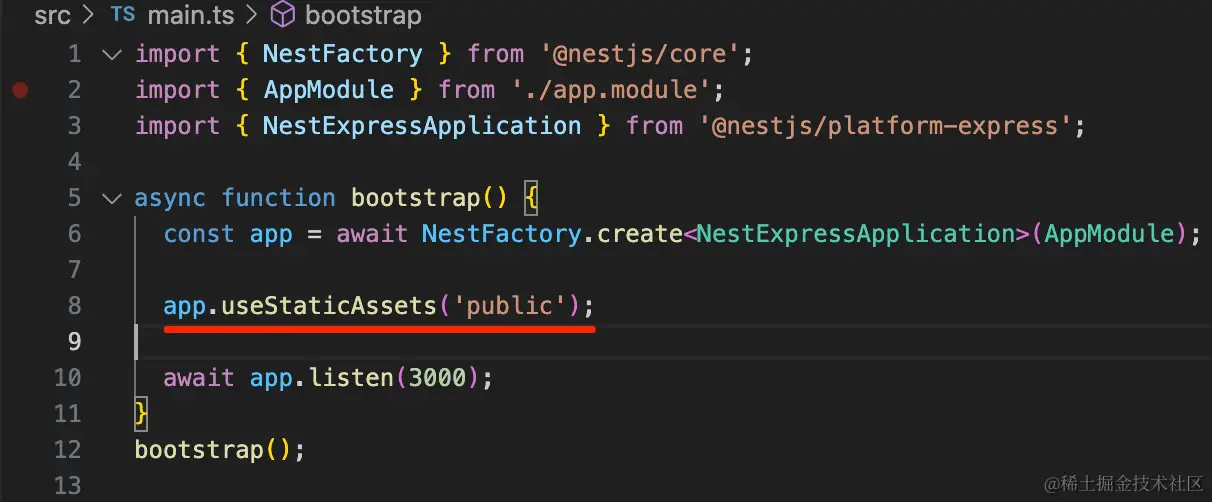 src > TS main.ts > bootstrap
1 import { NestFactory } from '@nestjs/core';
2 import { AppModule } from './app.module';
3 import { NestExpressApplication } from '@nestjs/platform-express';
4
5 async function bootstrap() {
6   const app = await NestFactory.create<NestExpressApplication>(AppModule);
7
8   app.useStaticAssets('public');
9
10   await app.listen(3000);
11 }
12 bootstrap();
13
@稀土掘金技术社区